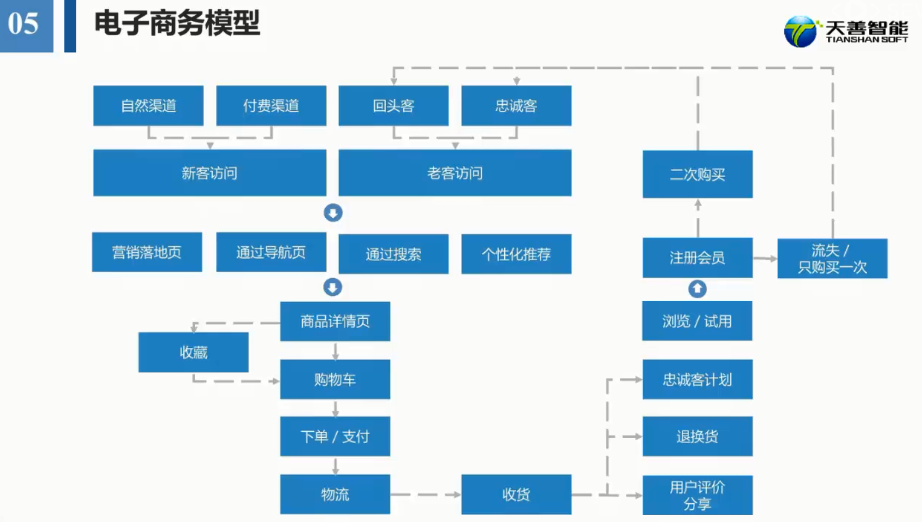 05
电子商务模型
天善智能
TIANSHAN SOFT
自然渠道
付费渠道
回头客
忠诚客
新客访问
老客访问
二次购买
营销落地页
通过导航页
通过搜索
个性化推荐
注册会员
流失 /
只购买一次
商品详情页
浏览 / 试用
收藏
购物车
忠诚客计划
下单 / 支付
退换货
物流
收货
用户评价
分享